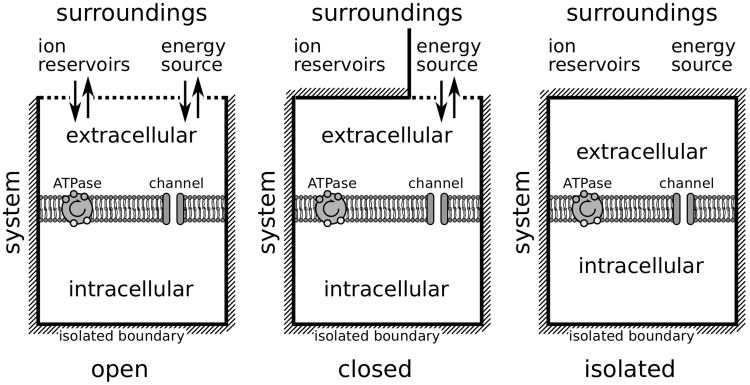 surroundings
ion
reservoirs
energy
source
extracellular
ATPase
channel
system
intracellular
isolated boundary
open
surroundings
ion
reservoirs
energy
source
extracellular
ATPase
channel
system
intracellular
isolated boundary
closed
surroundings
ion
reservoirs
energy
source
extracellular
ATPase
channel
system
intracellular
isolated boundary
isolated